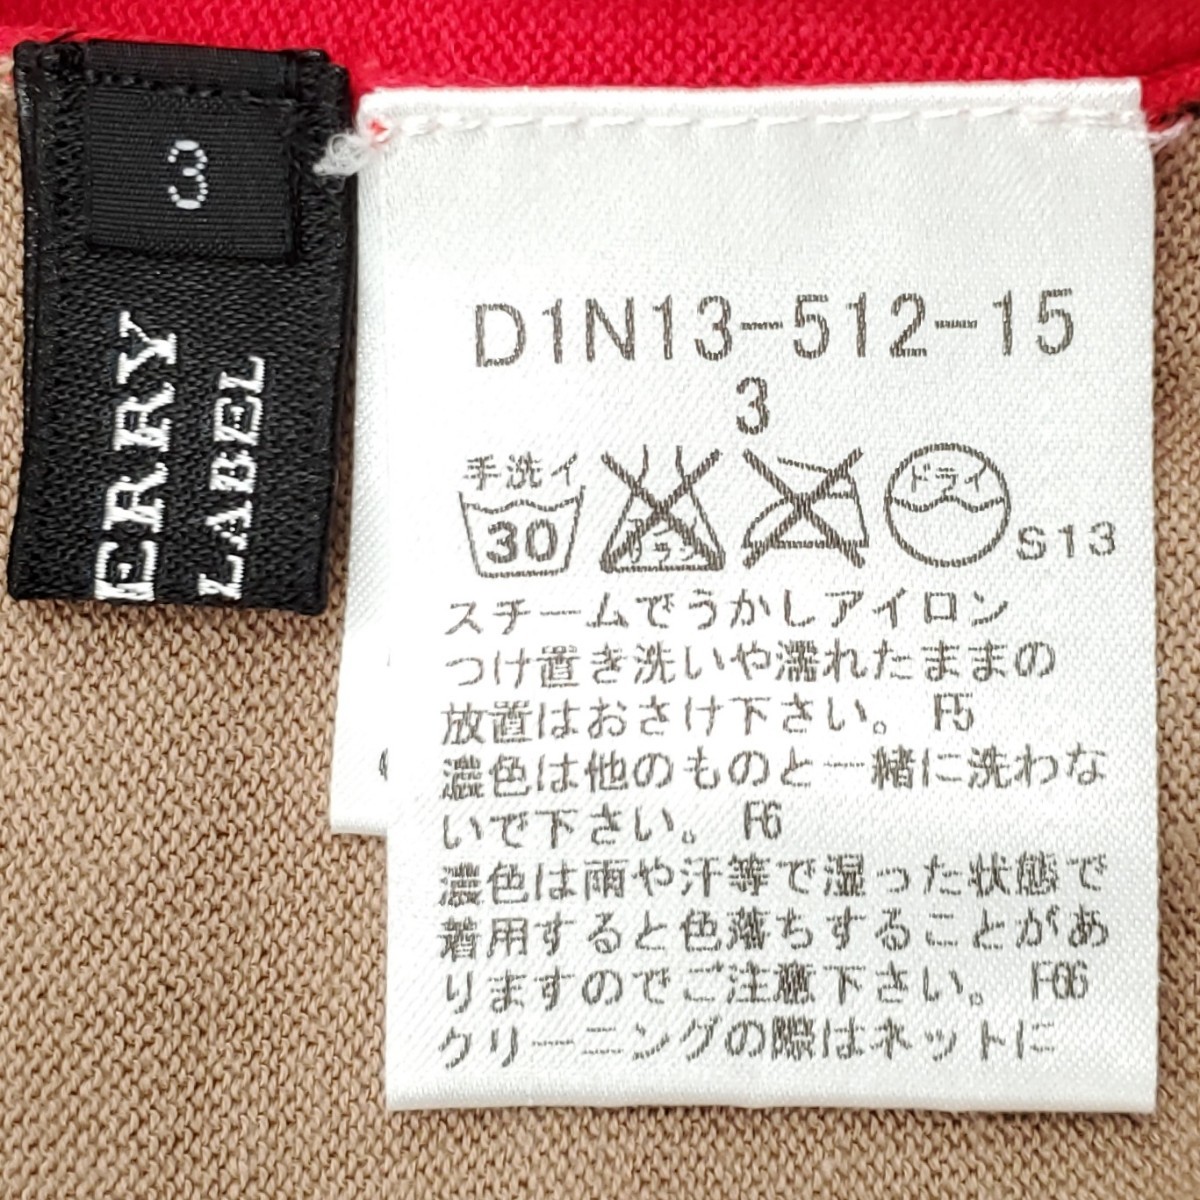 3
ERRY
LABEL
D1N13-512-15
3
手洗イ
30
エンソ
サラシ
ドライ
S13
スチームでうかしアイロン
つけ置き洗いや濡れたままの
放置はおさけ下さい。 F5
濃色は他のものと一緒に洗わな
いで下さい。 F6
濃色は雨や汗等で湿った状態で
着用すると色落ちすることがあ
りますのでご注意下さい。 F66
クリーニングの際はネットに